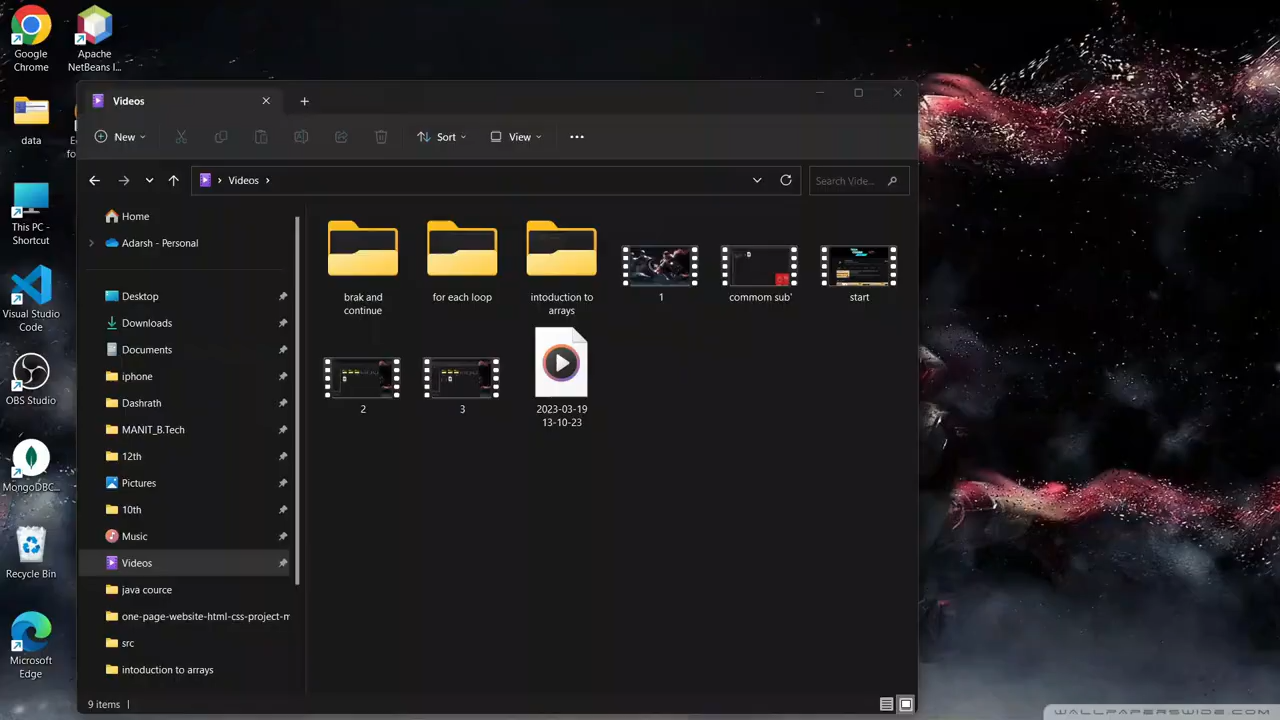 Google
Chrome
Apache
NetBeans I...
data
This PC -
Shortcut
Visual Studio
Code
OBS Studio
MongoDBC...
Recycle Bin
Microsoft
Edge
Videos
New
Sort
View
Videos
Search Vide...
Home
Adarsh - Personal
Desktop
Downloads
Documents
iphone
Dashrath
MANIT_B.Tech
12th
Pictures
10th
Music
Videos
java cource
one-page-website-html-css-project-m
src
intoduction to arrays
brak and
continue
for each loop
intoduction to
arrays
1
commom sub'
start
2
3
2023-03-19
13-10-23
9 items
WALLPAPERSWIDE.COM